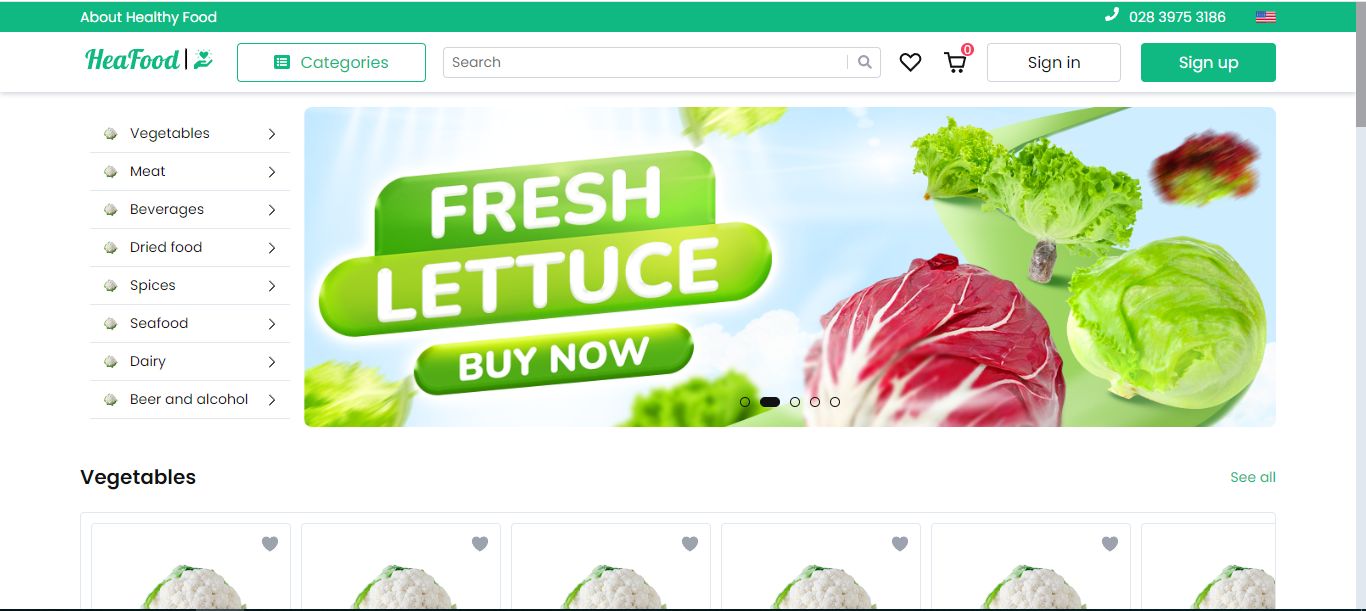 About Healthy Food
028 3975 3186
HeaFood
Categories
Search
0
Sign in
Sign up
Vegetables
Meat
Beverages
Dried food
Spices
Seafood
Dairy
Beer and alcohol
FRESH
LETTUCE
BUY NOW
Vegetables
See all